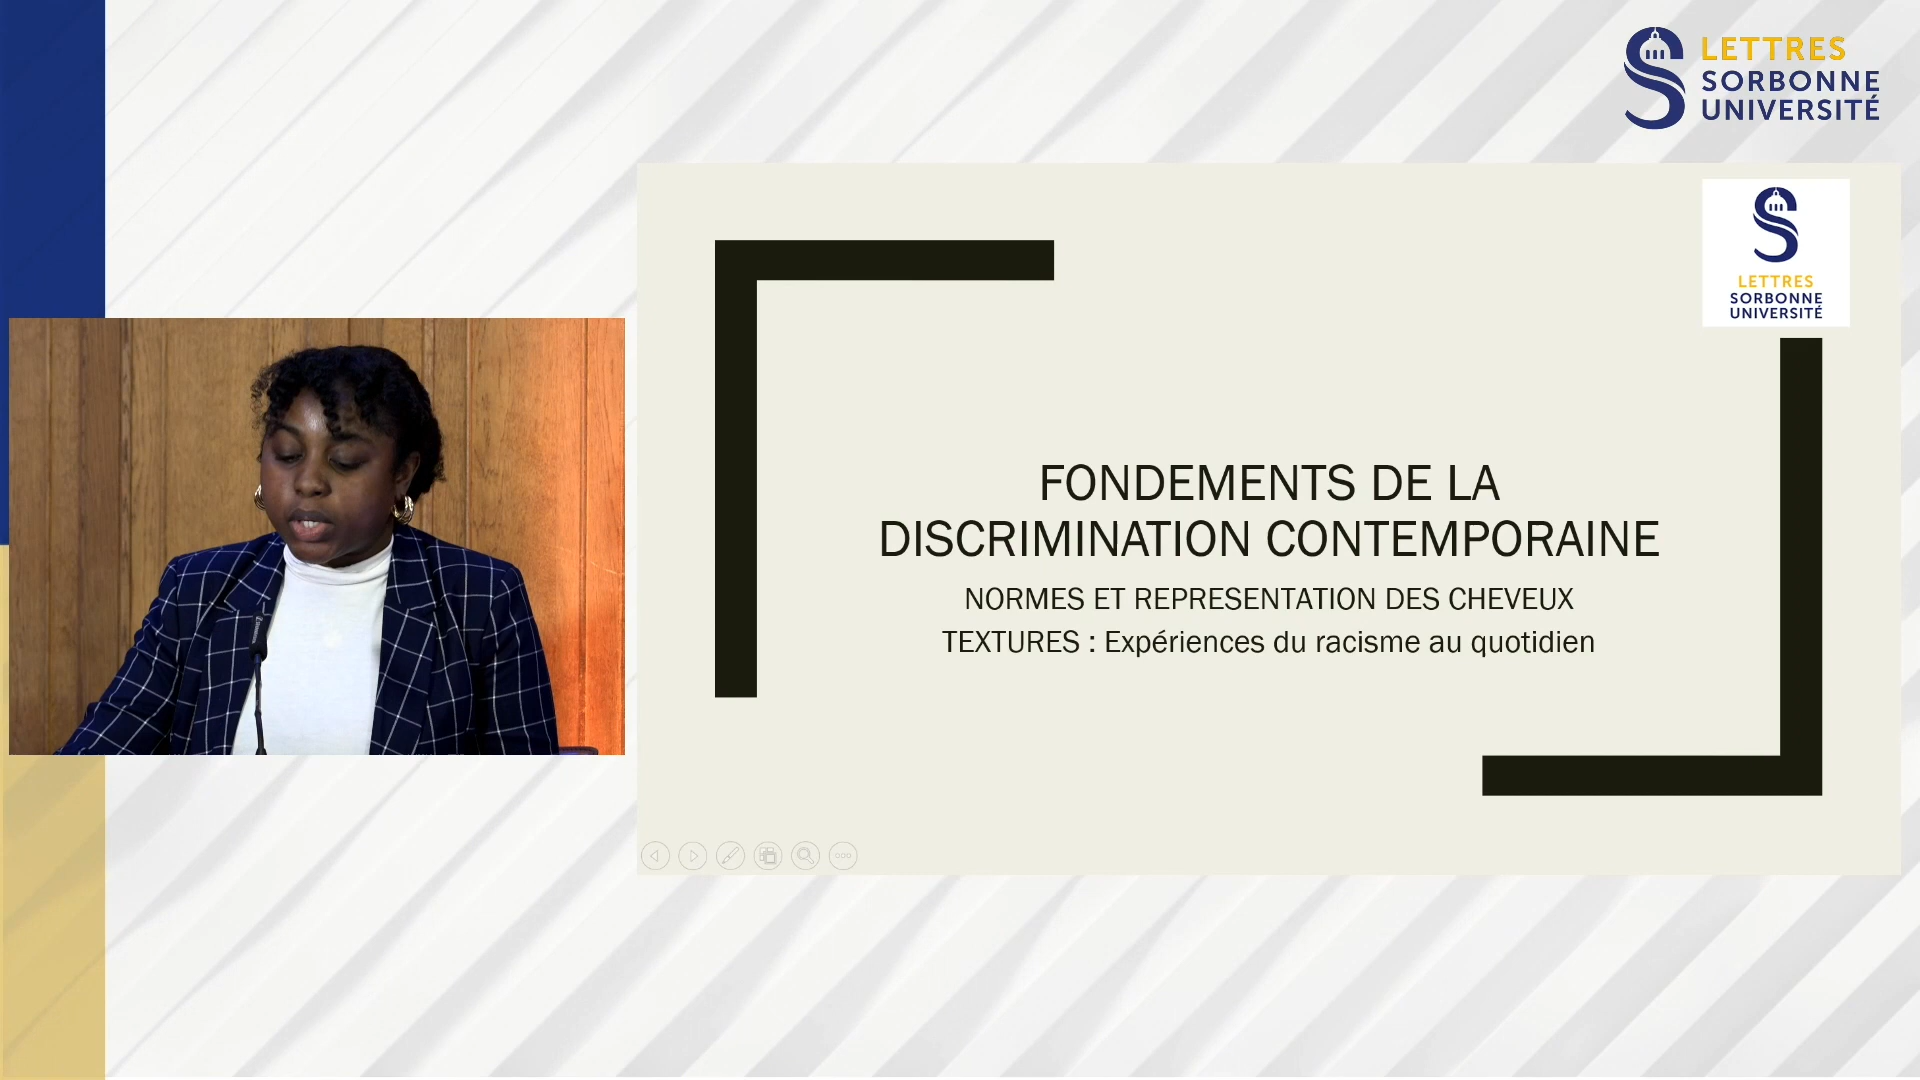 LETTRES
SORBONNE
UNIVERSITÉ
LETTRES
SORBONNE
UNIVERSITÉ
FONDEMENTS DE LA
DISCRIMINATION CONTEMPORAINE
NORMES ET REPRESENTATION DES CHEVEUX
TEXTURES : Expériences du racisme au quotidien